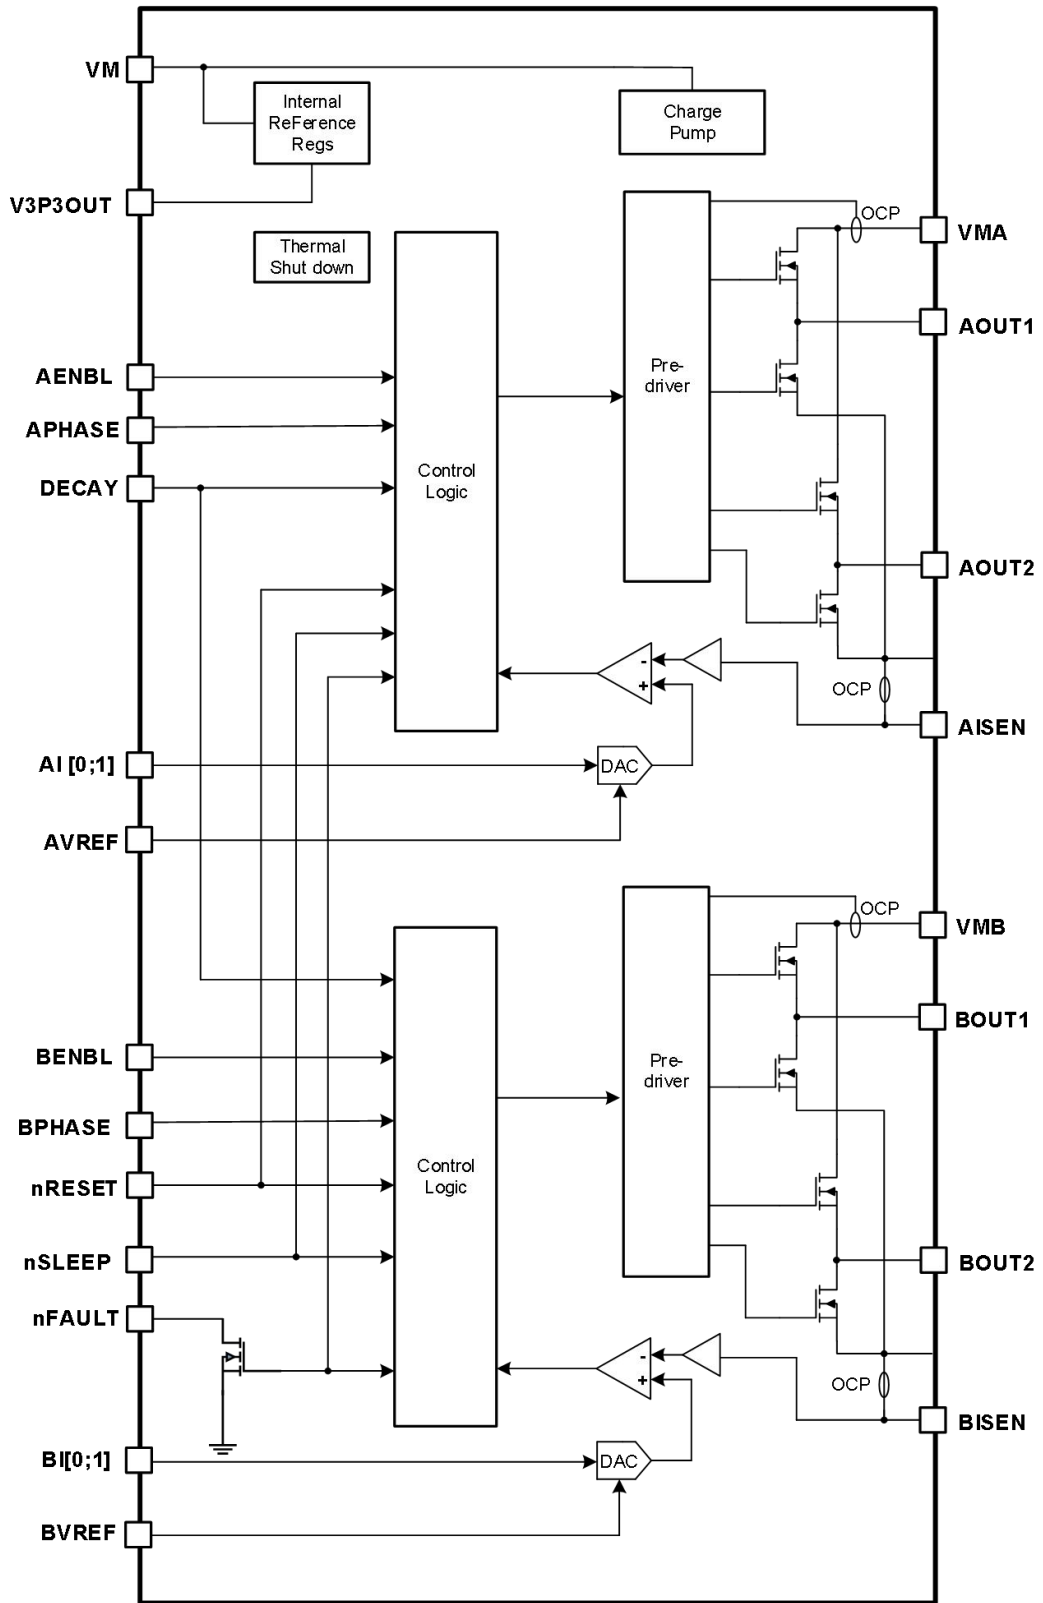 VM
Internal
ReFerence
Regs
Charge
Pump
V3P3OUT
OCP
VMA
Thermal
Shut down
AOUT1
AENBL
Pre-
driver
APHASE
Control
Logic
DECAY
AOUT2
-
+
OCP
AISEN
AI [0;1]
DAC
AVREF
OCP
VMB
BOUT1
BENBL
Pre-
driver
BPHASE
Control
Logic
nRESET
nSLEEP
BOUT2
nFAULT
-
+
OCP
BISEN
BI[0;1]
DAC
BVREF